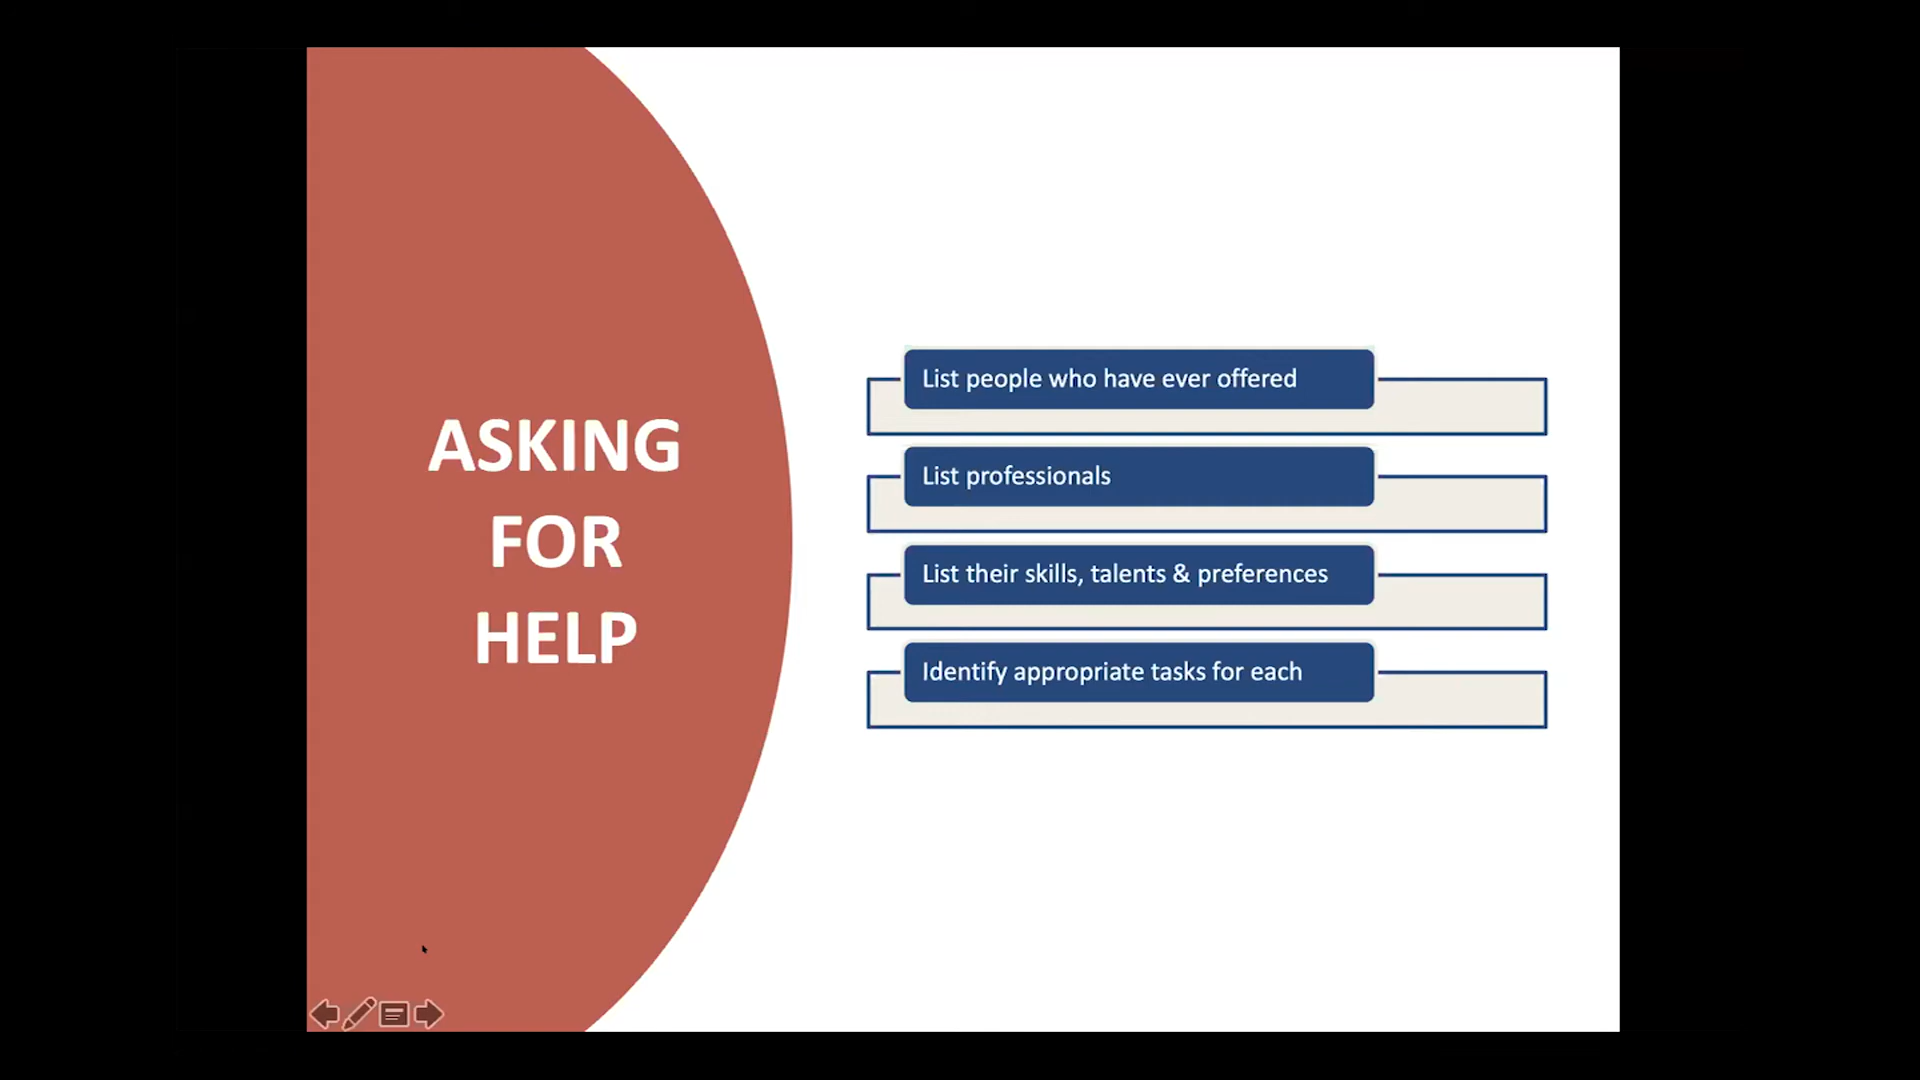 ASKING
FOR
HELP
List people who have ever offered
List professionals
List their skills, talents & preferences
Identify appropriate tasks for each